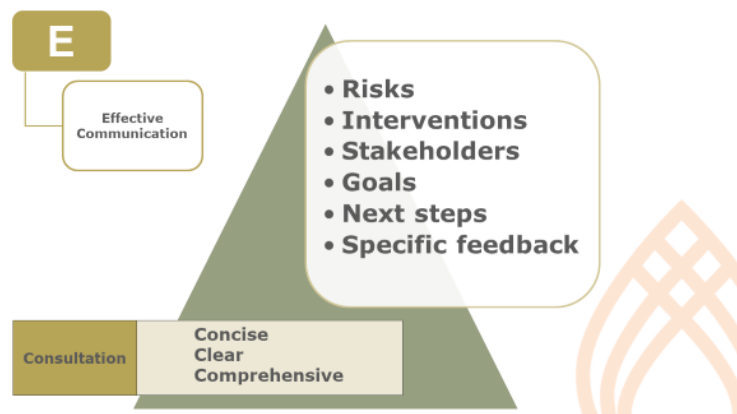 E
Effective
Communication
• Risks
• Interventions
• Stakeholders
• Goals
• Next steps
• Specific feedback
Consultation
Concise
Clear
Comprehensive